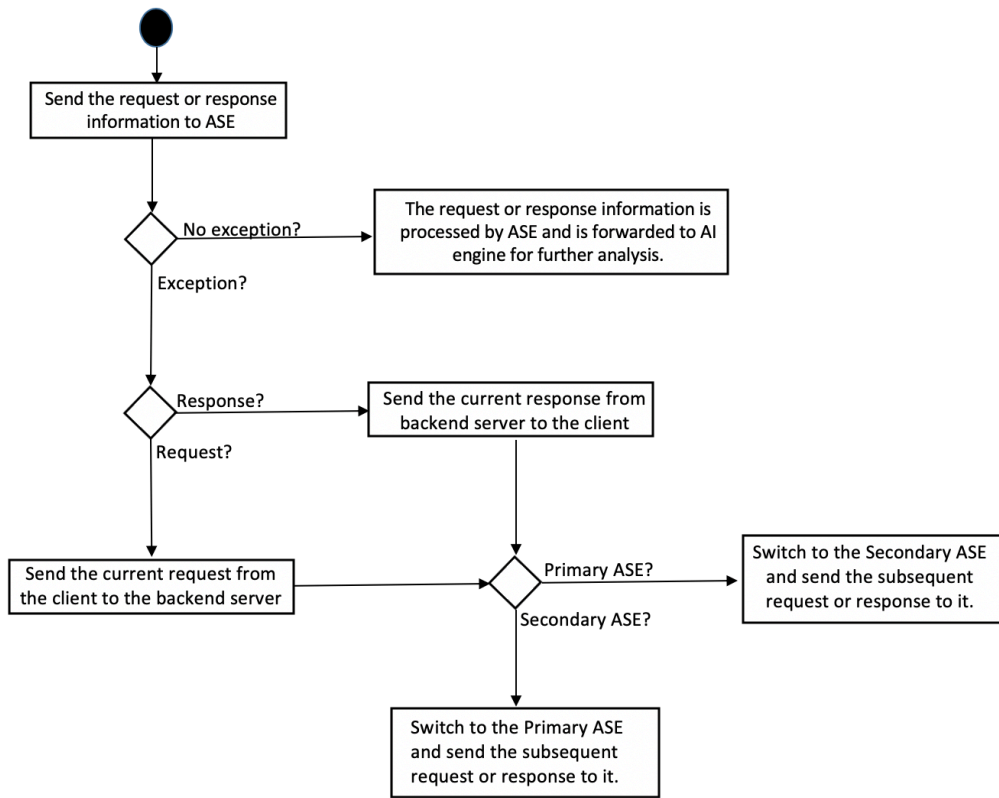 Send the request or response
information to ASE
No exception?
The request or response information is
processed by ASE and is forwarded to AI
engine for further analysis.
Exception?
Response?
Send the current response from
backend server to the client
Request?
Send the current request from
the client to the backend server
Primary ASE?
Switch to the Secondary ASE
and send the subsequent
request or response to it.
Secondary ASE?
Switch to the Primary ASE
and send the subsequent
request or response to it.